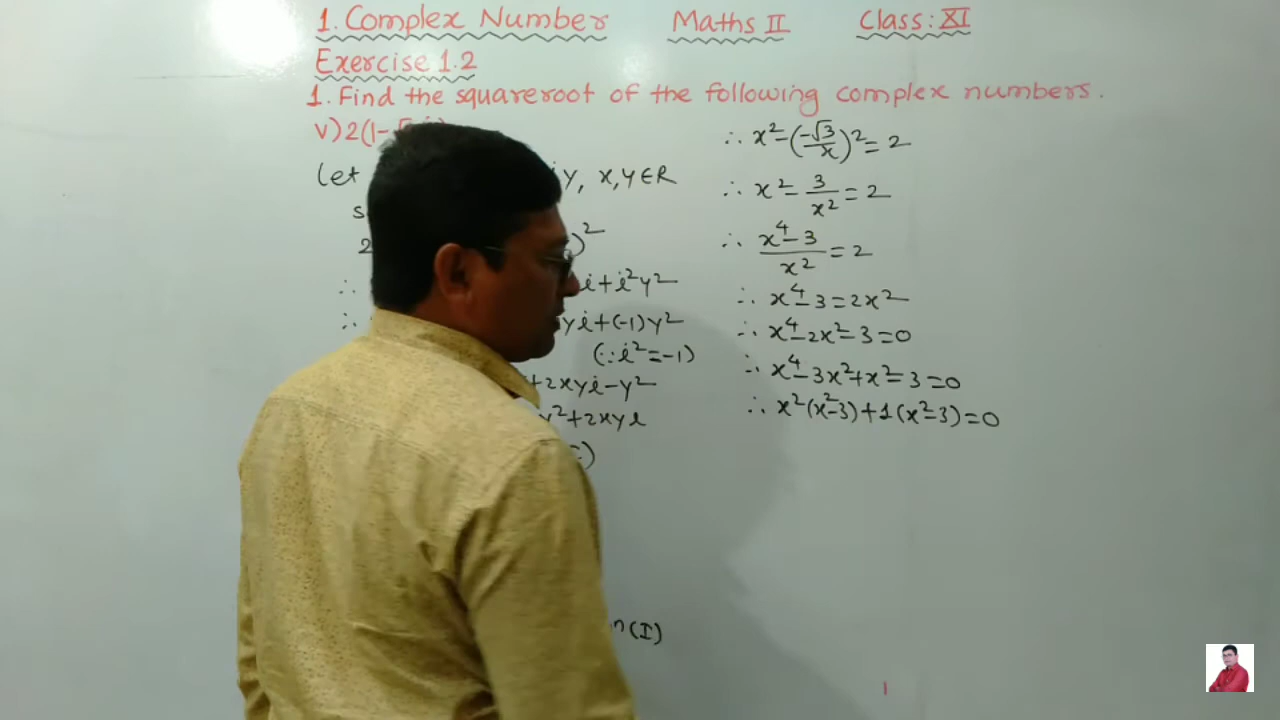 1. Complex Number Maths II Class: XI
Exercise 1.2
1. Find the squareroot of the following complex numbers.
v) 2(1-
Let y, x,y∈R
)²
i+i²y²
yi+(-1)y²
(∵i²=-1)
+2xyi-y²
y²+2xyi
n(I)
∴ x²-(-√3/x)²=2
∴ x²-3/x²=2
∴ x⁴-3/x²=2
∴ x⁴-3=2x²
∴ x⁴-2x²-3=0
∴ x⁴-3x²+x²-3=0
∴ x²(x²-3)+1(x²-3)=0